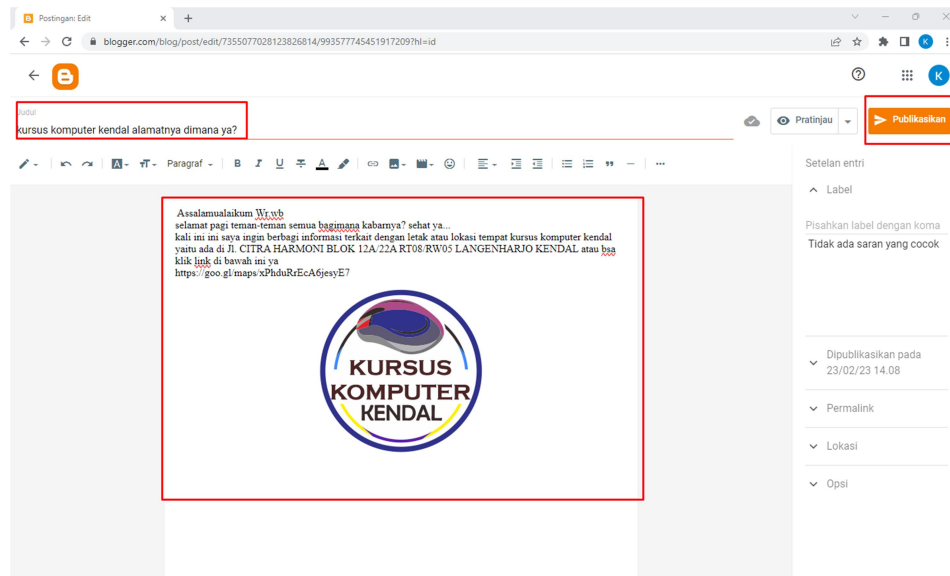 Postingan: Edit
blogger.com/blog/post/edit/7355077028123826814/993577745451917209?hl=id
K
K
Judul
kursus komputer kendal alamatnya dimana ya?
Pratinjau
Publikasikan
Paragraf
B I U A
Setelan entri
Label
Pisahkan label dengan koma
Tidak ada saran yang cocok
Assalamualaikum Wr.wb
selamat pagi teman-teman semua bagimana kabarnya? sehat ya...
kali ini ini saya ingin berbagi informasi terkait dengan letak atau lokasi tempat kursus komputer kendal
yaitu ada di Jl. CITRA HARMONI BLOK 12A/22A RT08/RW05 LANGENHARJO KENDAL atau bsa
klik link di bawah ini ya
https://goo.gl/maps/xPhduRrEcA6jesyE7
KURSUS
KOMPUTER
KENDAL
Dipublikasikan pada
23/02/23 14.08
Permalink
Lokasi
Opsi